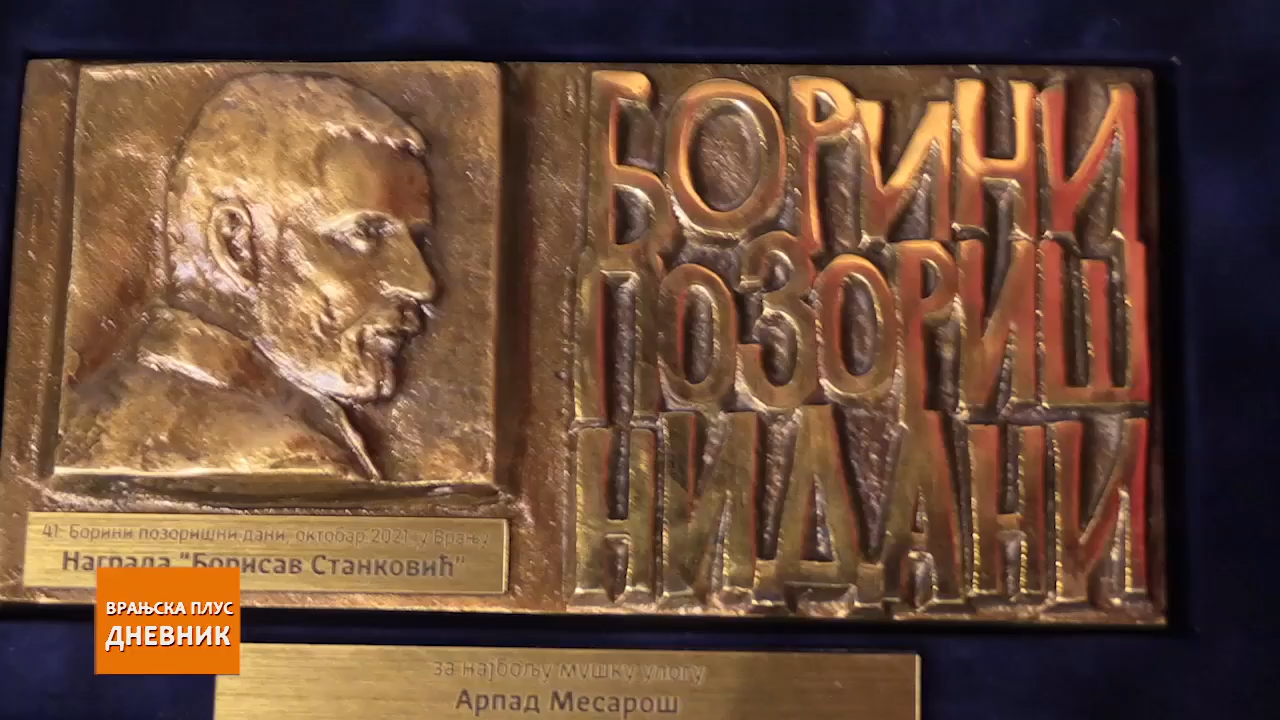 БОРИНИ
ПОЗОРИШ
НИ ДАНИ
41. Борини позоришни дани, октобар 2021. у Врању
Награда "Борисав Станковић"
ВРАЊСКА ПЛУС
ДНЕВНИК
за најбољу мушку улогу
Арпад Месарош